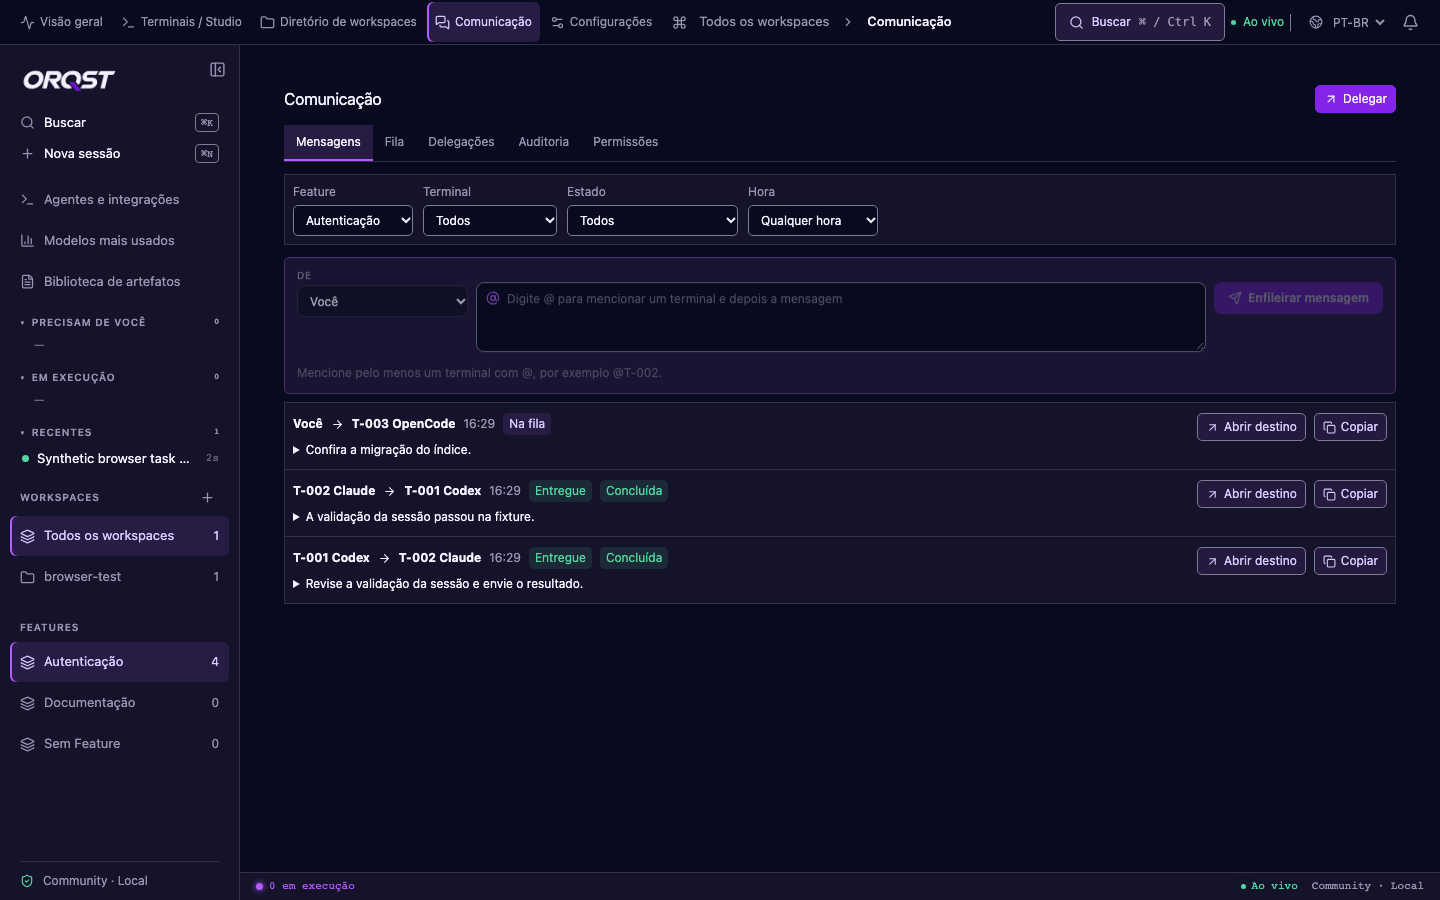 Visão geral Terminais / Studio Diretório de workspaces Comunicação Configurações ⌘ Todos os workspaces > Comunicação Buscar ⌘ / Ctrl K Ao vivo PT-BR
ORQST
Buscar ⌘K
Nova sessão ⌘N
Agentes e integrações
Modelos mais usados
Biblioteca de artefatos
PRECISAM DE VOCÊ 0
—
EM EXECUÇÃO 0
—
RECENTES 1
Synthetic browser task ... 2s
WORKSPACES +
Todos os workspaces 1
browser-test 1
FEATURES
Autenticação 4
Documentação 0
Sem Feature 0
Community · Local
Comunicação
Delegar
Mensagens Fila Delegações Auditoria Permissões
Feature Terminal Estado Hora
Autenticação Todos Todos Qualquer hora
DE
Você
@ Digite @ para mencionar um terminal e depois a mensagem
Enfileirar mensagem
Mencione pelo menos um terminal com @, por exemplo @T-002.
Você → T-003 OpenCode 16:29 Na fila Abrir destino Copiar
Confira a migração do índice.
T-002 Claude → T-001 Codex 16:29 Entregue Concluída Abrir destino Copiar
A validação da sessão passou na fixture.
T-001 Codex → T-002 Claude 16:29 Entregue Concluída Abrir destino Copiar
Revise a validação da sessão e envie o resultado.
0 em execução Ao vivo Community · Local